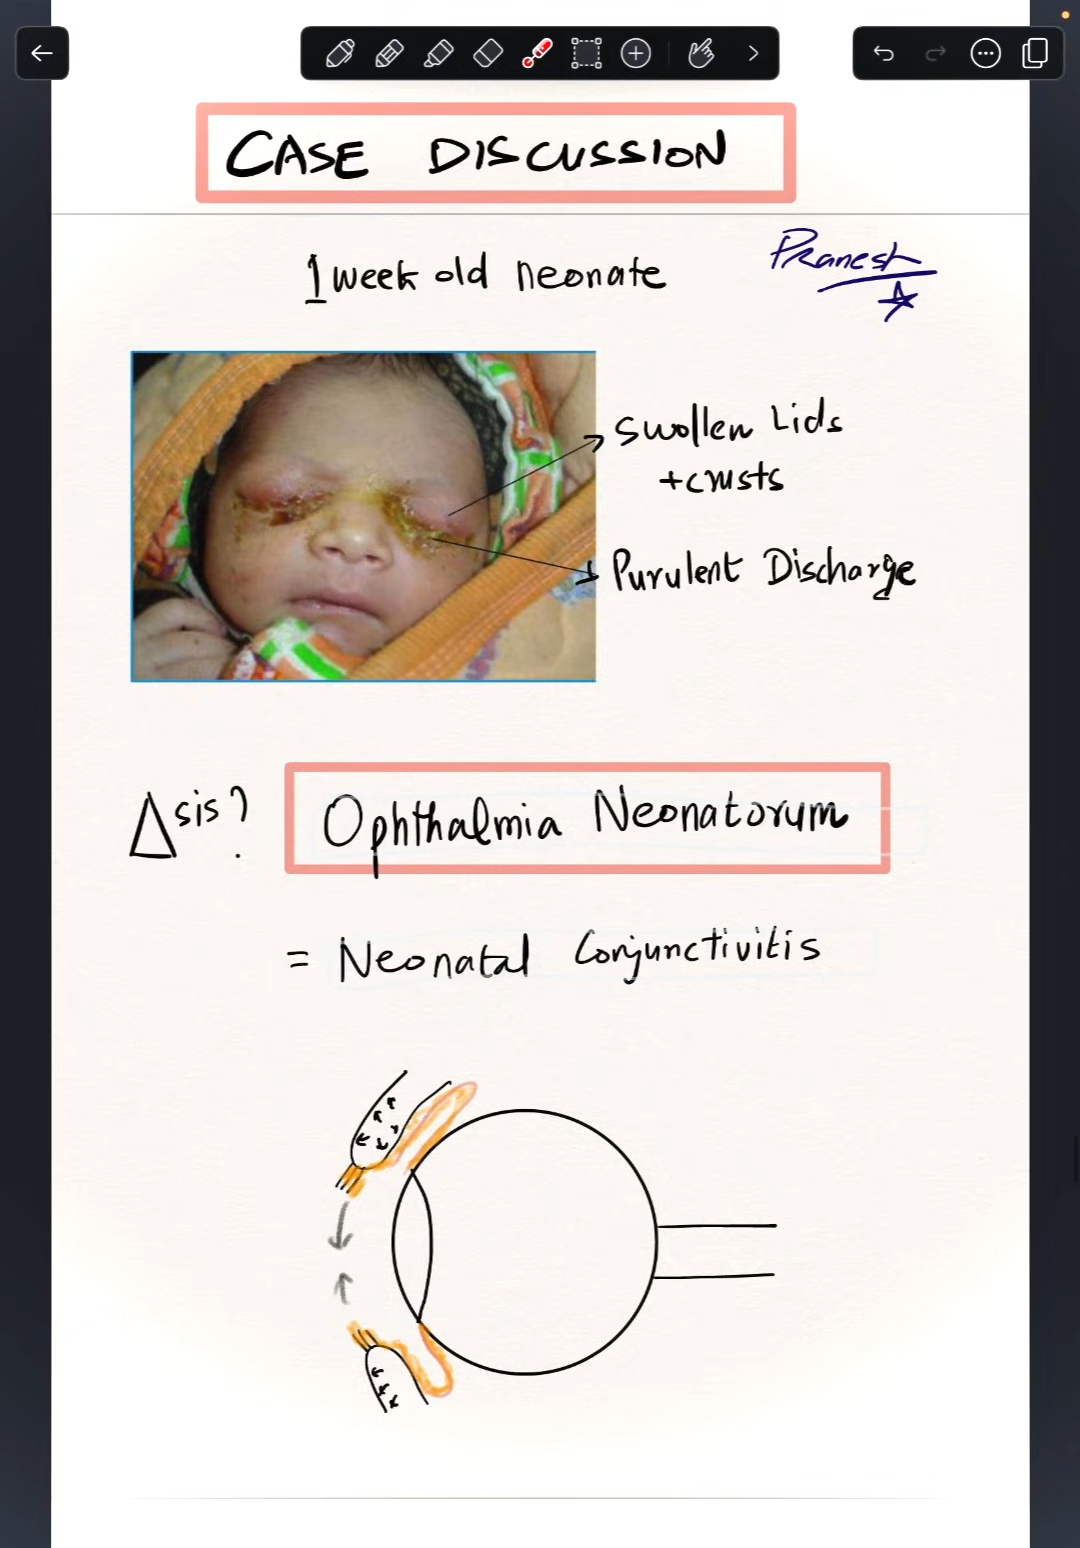 CASE DISCUSSION
1 week old neonate
Pranesh
swollen Lids
+crusts
Purulent Discharge
Δsis?
Ophthalmia Neonatorum
= Neonatal Conjunctivitis